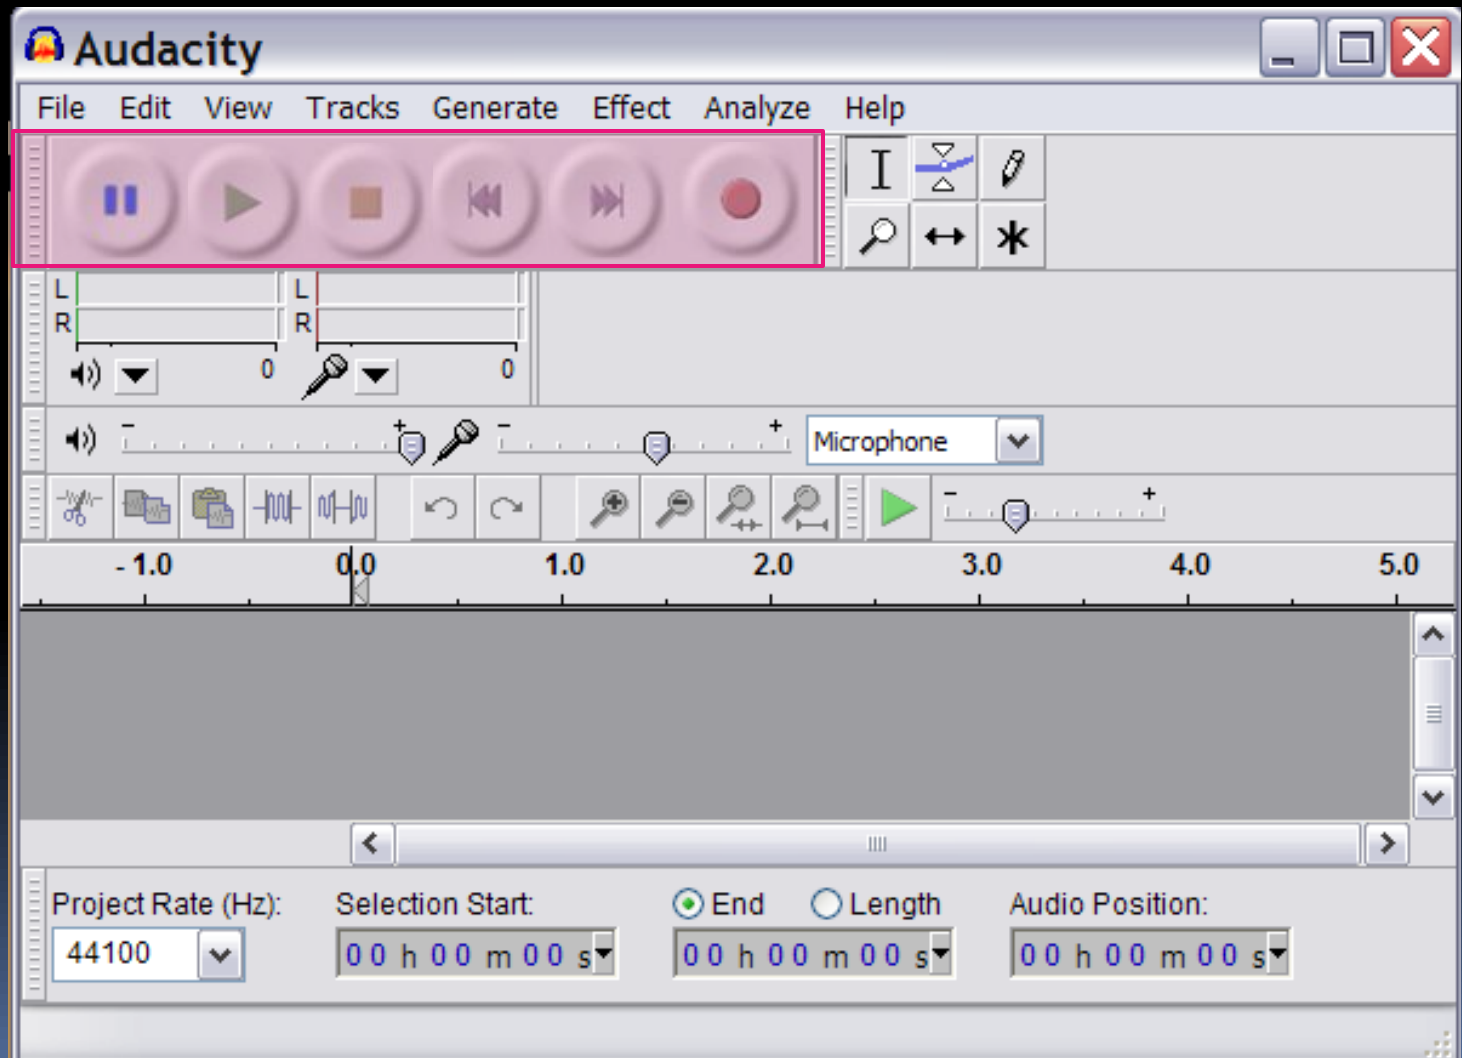 Audacity
File Edit View Tracks Generate Effect Analyze Help
L L
R R
0 0
- + - + Microphone
- +
- 1.0 0.0 1.0 2.0 3.0 4.0 5.0
Project Rate (Hz): Selection Start: End Length Audio Position:
44100 00 h 00 m 00 s 00 h 00 m 00 s 00 h 00 m 00 s